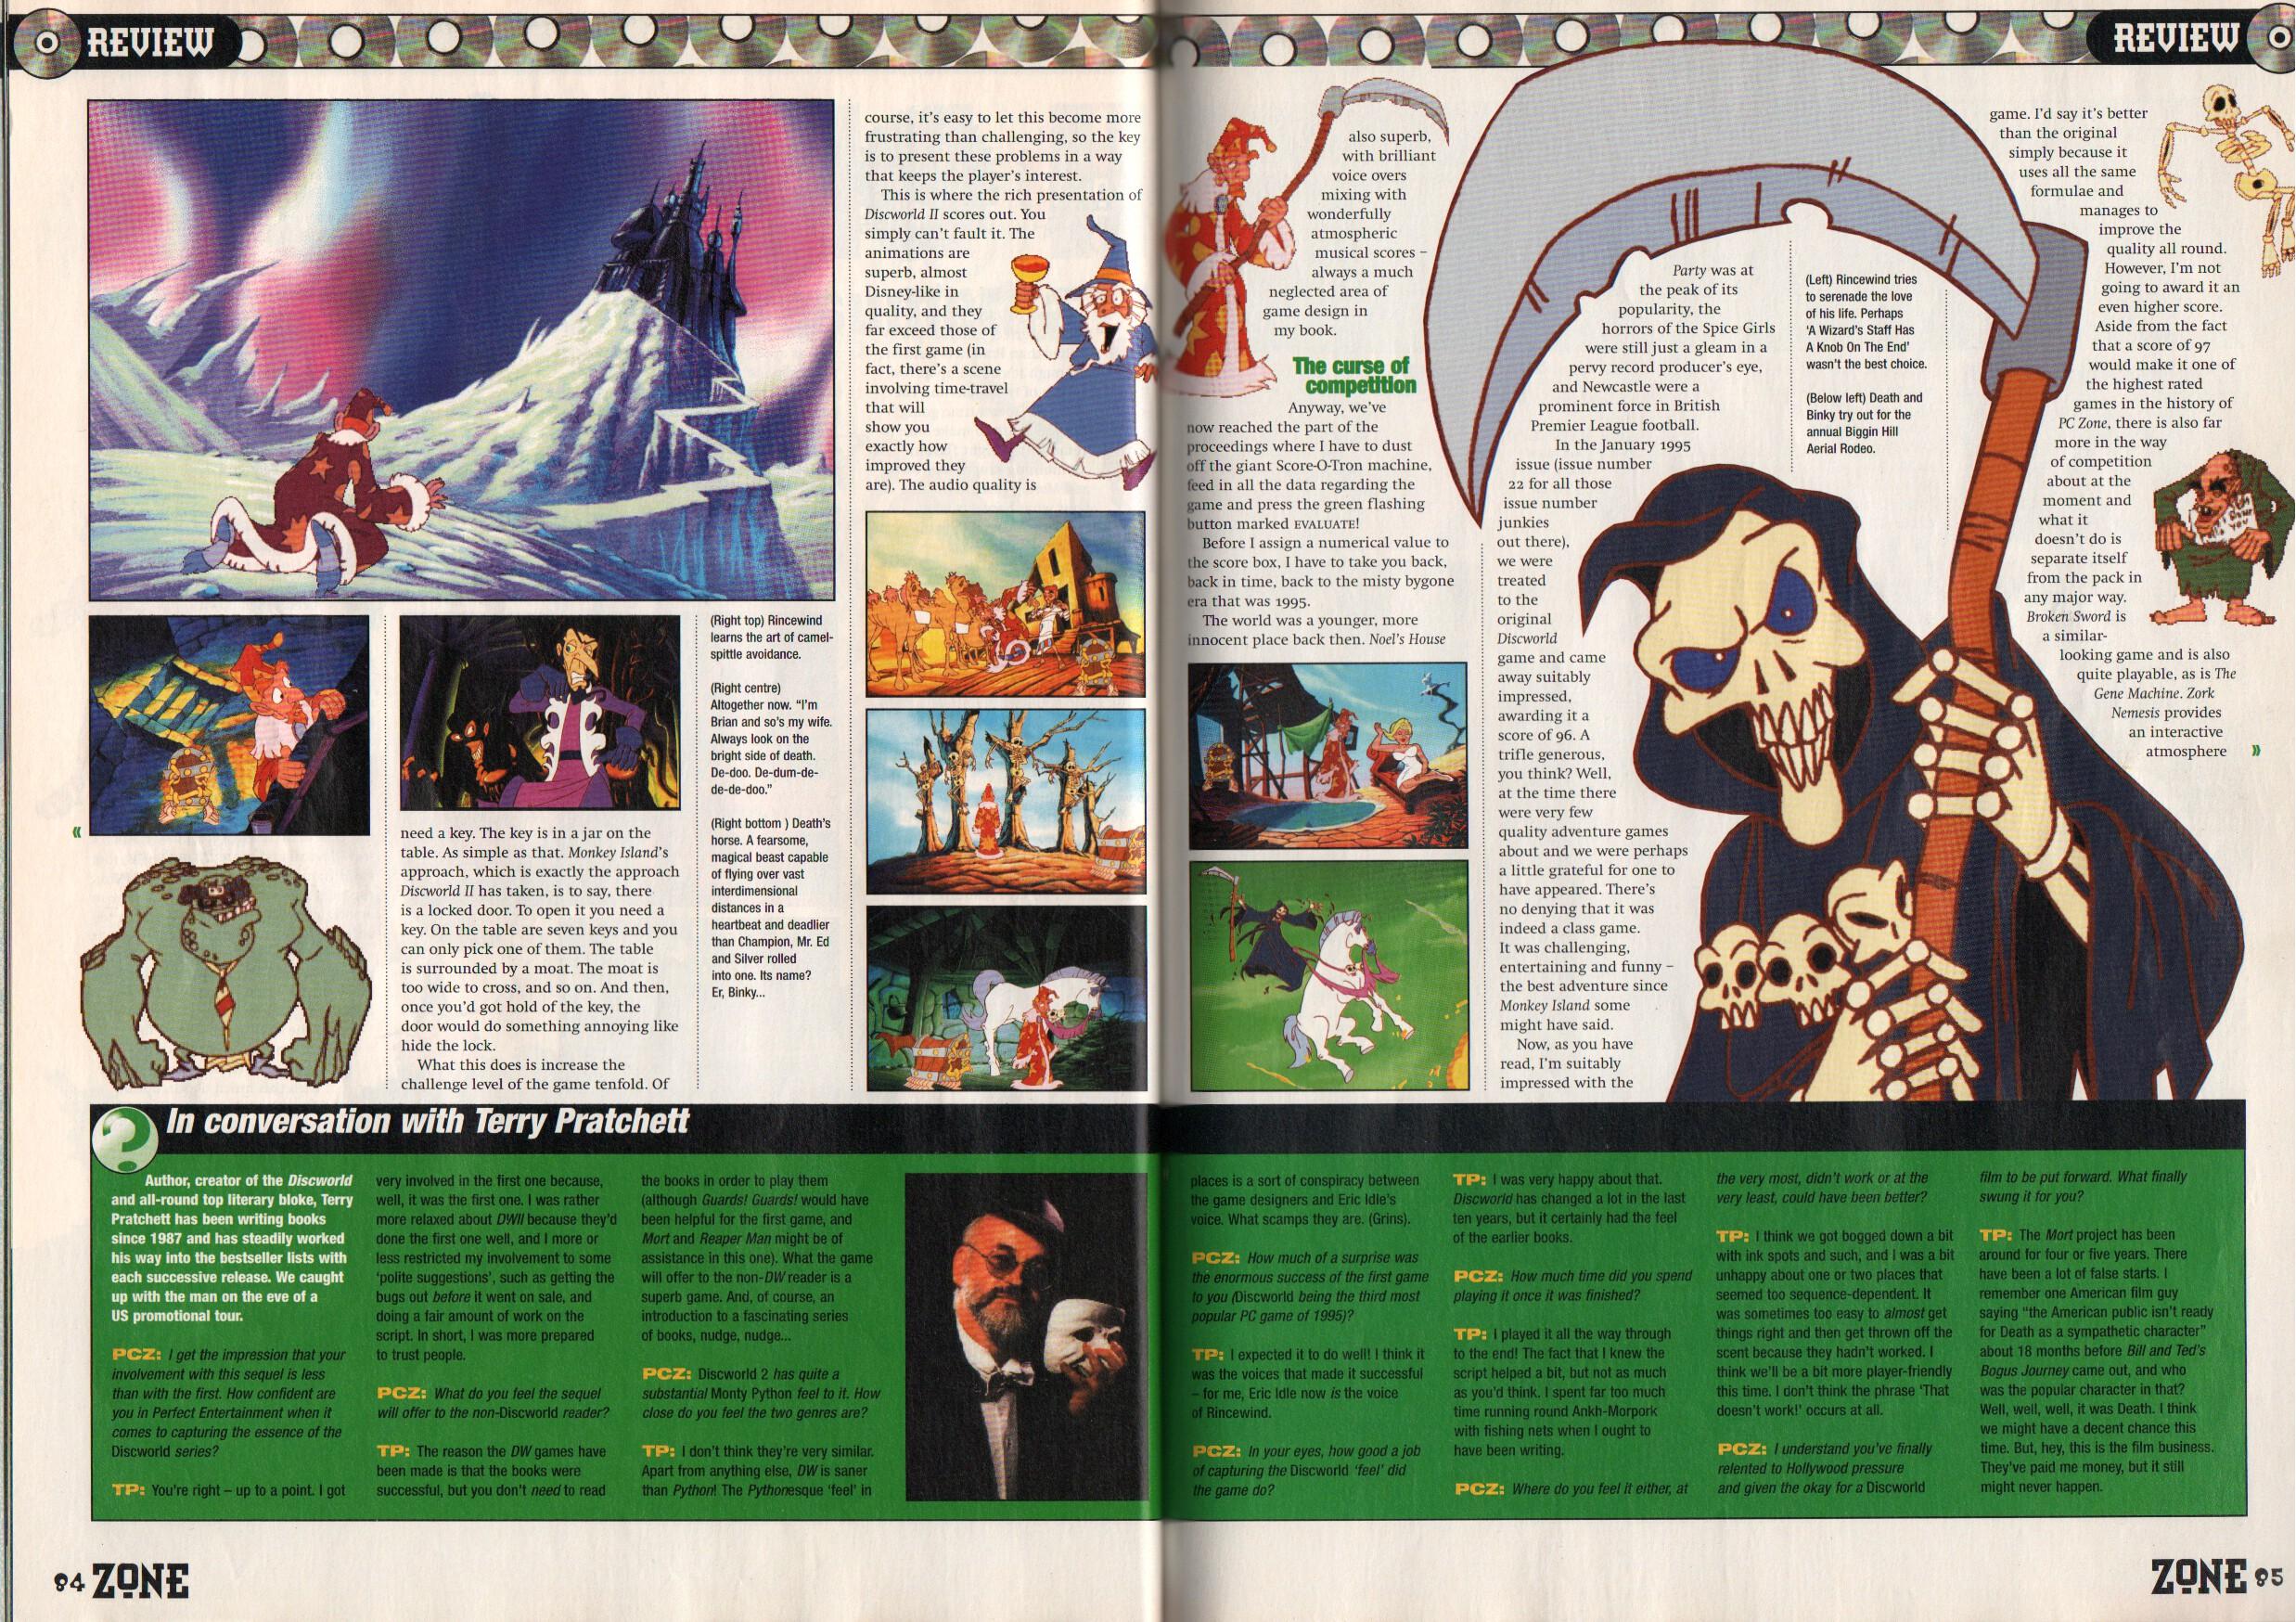 REVIEW
REVIEW
need a key. The key is in a jar on the
table. As simple as that. Monkey Island's
approach, which is exactly the approach
Discworld II has taken, is to say, there
is a locked door. To open it you need a
key. On the table are seven keys and you
can only pick one of them. The table
is surrounded by a moat. The moat is
too wide to cross, and so on. And then,
once you'd got hold of the key, the
door would do something annoying like
hide the lock.
What this does is increase the
challenge level of the game tenfold. Of
(Right top) Rincewind
learns the art of camel-
spittle avoidance.
(Right centre)
Altogether now. "I'm
Brian and so's my wife.
Always look on the
bright side of death.
De-doo. De-dum-de-
de-de-doo."
(Right bottom ) Death's
horse. A fearsome,
magical beast capable
of flying over vast
interdimensional
distances in a
heartbeat and deadlier
than Champion, Mr. Ed
and Silver rolled
into one. Its name?
Er, Binky...
course, it's easy to let this become more
frustrating than challenging, so the key
is to present these problems in a way
that keeps the player's interest.
This is where the rich presentation of
Discworld II scores out. You
simply can't fault it. The
animations are
superb, almost
Disney-like in
quality, and they
far exceed those of
the first game (in
fact, there's a scene
involving time-travel
that will
show you
exactly how
improved they
are). The audio quality is
also superb,
with brilliant
voice overs
mixing with
wonderfully
atmospheric
musical scores –
always a much
neglected area of
game design in
my book.
The curse of
competition
Anyway, we've
now reached the part of the
proceedings where I have to dust
off the giant Score-O-Tron machine,
feed in all the data regarding the
game and press the green flashing
button marked EVALUATE!
Before I assign a numerical value to
the score box, I have to take you back,
back in time, back to the misty bygone
era that was 1995.
The world was a younger, more
innocent place back then. Noel's House
Party was at
the peak of its
popularity, the
horrors of the Spice Girls
were still just a gleam in a
pervy record producer's eye,
and Newcastle were a
prominent force in British
Premier League football.
In the January 1995
issue (issue number
22 for all those
issue number
junkies
out there),
we were
treated
to the
original
Discworld
game and came
away suitably
impressed,
awarding it a
score of 96. A
trifle generous,
you think? Well,
at the time there
were very few
quality adventure games
about and we were perhaps
a little grateful for one to
have appeared. There's
no denying that it was
indeed a class game.
It was challenging,
entertaining and funny –
the best adventure since
Monkey Island some
might have said.
Now, as you have
read, I'm suitably
impressed with the
(Left) Rincewind tries
to serenade the love
of his life. Perhaps
'A Wizard's Staff Has
A Knob On The End'
wasn't the best choice.
(Below left) Death and
Binky try out for the
annual Biggin Hill
Aerial Rodeo.
game. I'd say it's better
than the original
simply because it
uses all the same
formulae and
manages to
improve the
quality all round.
However, I'm not
going to award it an
even higher score.
Aside from the fact
that a score of 97
would make it one of
the highest rated
games in the history of
PC Zone, there is also far
more in the way
of competition
about at the
moment and
what it
doesn't do is
separate itself
from the pack in
any major way.
Broken Sword is
a similar-
looking game and is also
quite playable, as is The
Gene Machine. Zork
Nemesis provides
an interactive
atmosphere »
«
? In conversation with Terry Pratchett
Author, creator of the Discworld
and all-round top literary bloke, Terry
Pratchett has been writing books
since 1987 and has steadily worked
his way into the bestseller lists with
each successive release. We caught
up with the man on the eve of a
US promotional tour.
PCZ: I get the impression that your
involvement with this sequel is less
than with the first. How confident are
you in Perfect Entertainment when it
comes to capturing the essence of the
Discworld series?
TP: You're right – up to a point. I got
very involved in the first one because,
well, it was the first one. I was rather
more relaxed about DWII because they'd
done the first one well, and I more or
less restricted my involvement to some
'polite suggestions', such as getting the
bugs out before it went on sale, and
doing a fair amount of work on the
script. In short, I was more prepared
to trust people.
PCZ: What do you feel the sequel
will offer to the non-Discworld reader?
TP: The reason the DW games have
been made is that the books were
successful, but you don't need to read
the books in order to play them
(although Guards! Guards! would have
been helpful for the first game, and
Mort and Reaper Man might be of
assistance in this one). What the game
will offer to the non-DW reader is a
superb game. And, of course, an
introduction to a fascinating series
of books, nudge, nudge...
PCZ: Discworld 2 has quite a
substantial Monty Python feel to it. How
close do you feel the two genres are?
TP: I don't think they're very similar.
Apart from anything else, DW is saner
than Python! The Pythonesque 'feel' in
places is a sort of conspiracy between
the game designers and Eric Idle's
voice. What scamps they are. (Grins).
PCZ: How much of a surprise was
the enormous success of the first game
to you (Discworld being the third most
popular PC game of 1995)?
TP: I expected it to do well! I think it
was the voices that made it successful
– for me, Eric Idle now is the voice
of Rincewind.
PCZ: In your eyes, how good a job
of capturing the Discworld 'feel' did
the game do?
TP: I was very happy about that.
Discworld has changed a lot in the last
ten years, but it certainly had the feel
of the earlier books.
PCZ: How much time did you spend
playing it once it was finished?
TP: I played it all the way through
to the end! The fact that I knew the
script helped a bit, but not as much
as you'd think. I spent far too much
time running round Ankh-Morpork
with fishing nets when I ought to
have been writing.
PCZ: Where do you feel it either, at
the very most, didn't work or at the
very least, could have been better?
TP: I think we got bogged down a bit
with ink spots and such, and I was a bit
unhappy about one or two places that
seemed too sequence-dependent. It
was sometimes too easy to almost get
things right and then get thrown off the
scent because they hadn't worked. I
think we'll be a bit more player-friendly
this time. I don't think the phrase 'That
doesn't work!' occurs at all.
PCZ: I understand you've finally
relented to Hollywood pressure
and given the okay for a Discworld
film to be put forward. What finally
swung it for you?
TP: The Mort project has been
around for four or five years. There
have been a lot of false starts. I
remember one American film guy
saying "the American public isn't ready
for Death as a sympathetic character"
about 18 months before Bill and Ted's
Bogus Journey came out, and who
was the popular character in that?
Well, well, well, it was Death. I think
we might have a decent chance this
time. But, hey, this is the film business.
They've paid me money, but it still
might never happen.
84 ZONE
ZONE 85